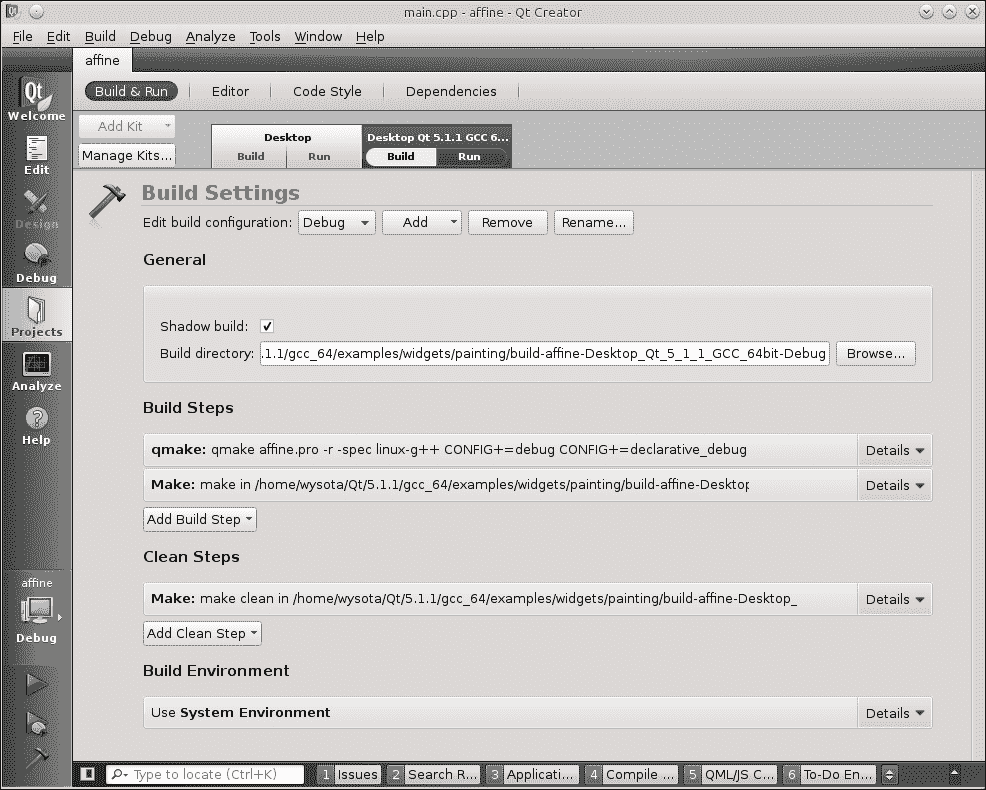 main.cpp - affine - Qt Creator
File Edit Build Debug Analyze Tools Window Help
affine
Build & Run Editor Code Style Dependencies
Add Kit
Manage Kits...
Desktop
Build Run
Desktop Qt 5.1.1 GCC 6...
Build Run
Qt
Welcome
Edit
Design
Debug
Projects
Analyze
Help
affine
Debug
Build Settings
Edit build configuration: Debug Add Remove Rename...
General
Shadow build:
Build directory: .1.1/gcc_64/examples/widgets/painting/build-affine-Desktop_Qt_5_1_1_GCC_64bit-Debug Browse...
Build Steps
qmake: qmake affine.pro -r -spec linux-g++ CONFIG+=debug CONFIG+=declarative_debug Details
Make: make in /home/wysota/Qt/5.1.1/gcc_64/examples/widgets/painting/build-affine-Desktop Details
Add Build Step
Clean Steps
Make: make clean in /home/wysota/Qt/5.1.1/gcc_64/examples/widgets/painting/build-affine-Desktop_ Details
Add Clean Step
Build Environment
Use System Environment Details
Type to locate (Ctrl+K) 1 Issues 2 Search R... 3 Applicati... 4 Compile ... 5 QML/JS C... 6 To-Do En...